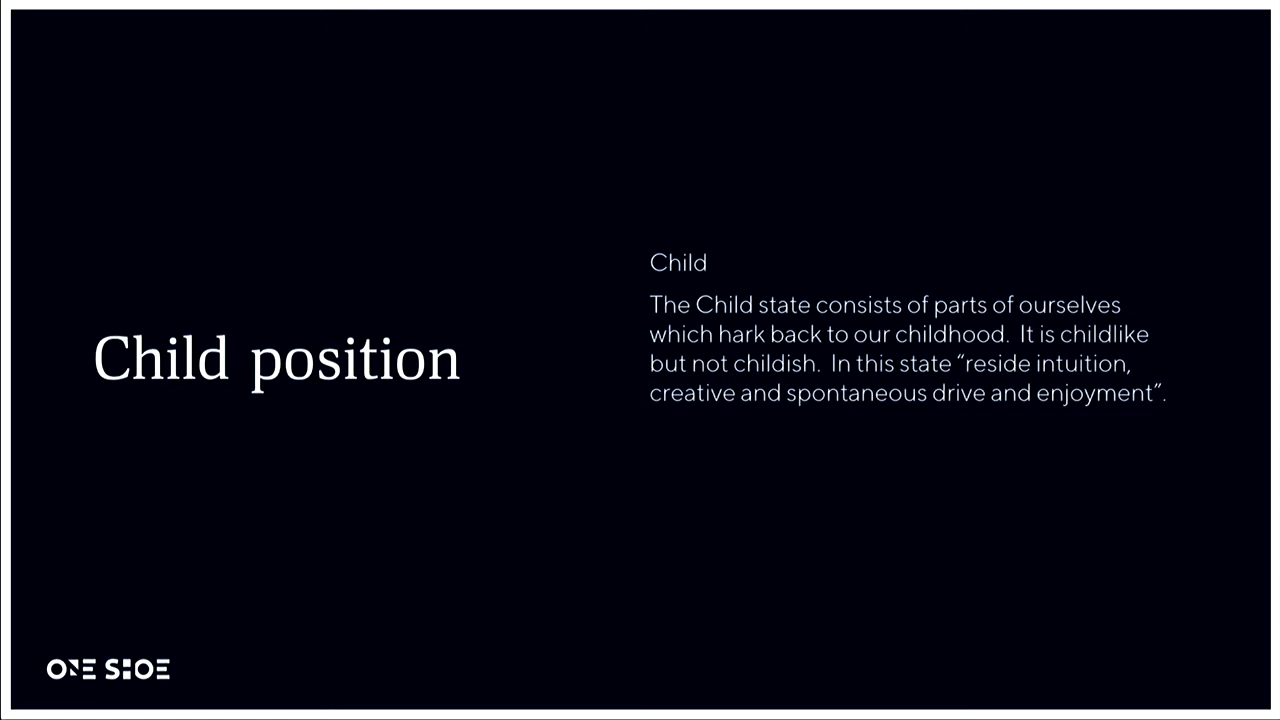 Child position
Child
The Child state consists of parts of ourselves
which hark back to our childhood.  It is childlike
but not childish.  In this state “reside intuition,
creative and spontaneous drive and enjoyment”.
ONE SIDE